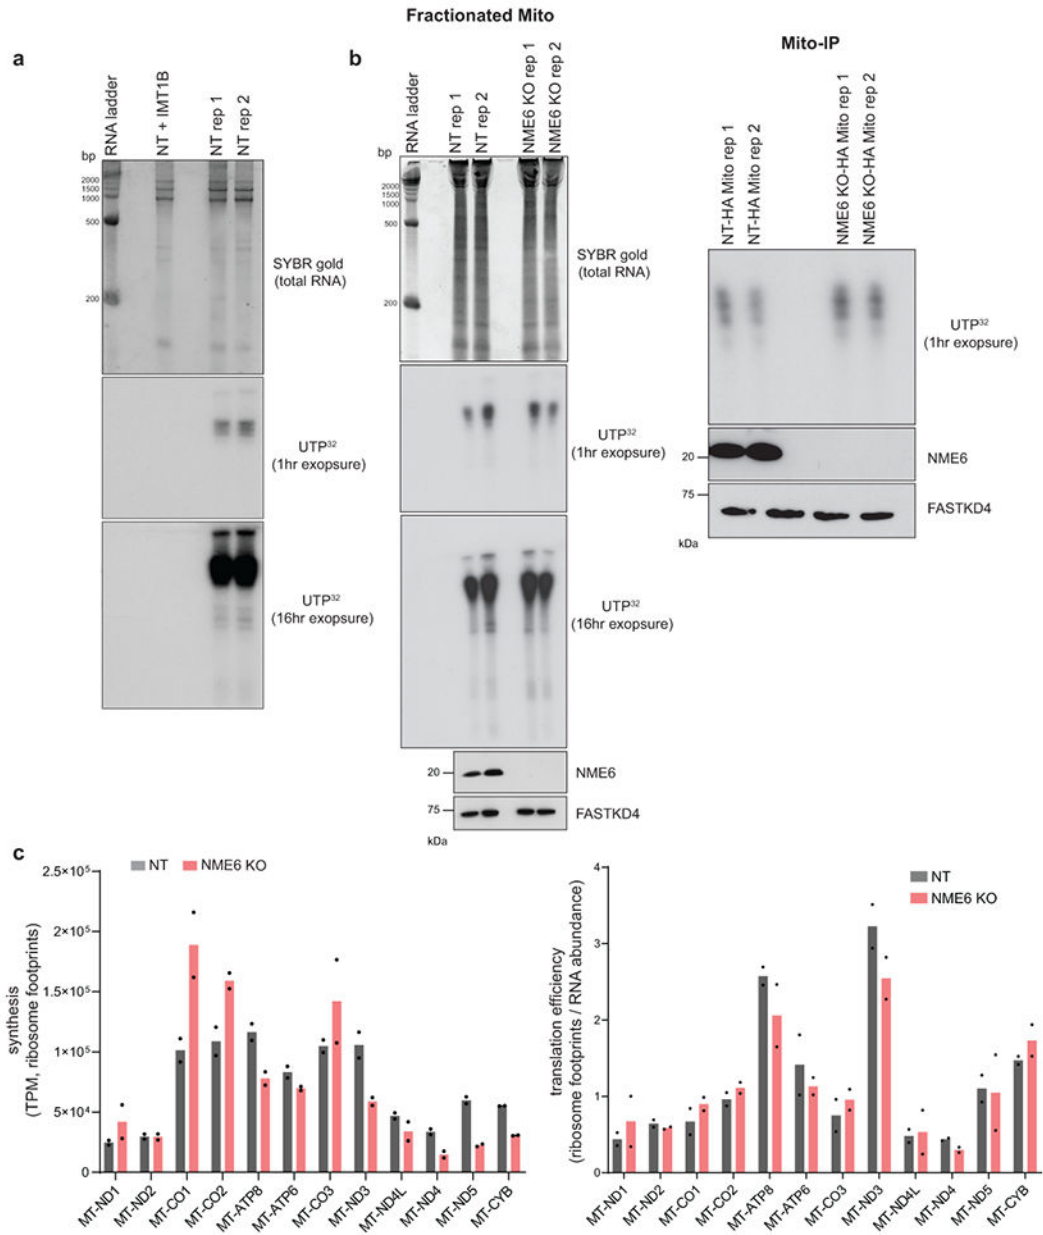 Fractionated Mito
Mito-IP
a
RNA ladder
NT + IMT1B
NT rep 1
NT rep 2
bp
2000
1500
1000
500
200
SYBR gold
(total RNA)
UTP32
(1hr exopsure)
UTP32
(16hr exopsure)
b
RNA ladder
NT rep 1
NT rep 2
NME6 KO rep 1
NME6 KO rep 2
bp
2000
1500
1000
500
200
SYBR gold
(total RNA)
UTP32
(1hr exopsure)
UTP32
(16hr exopsure)
20
NME6
75
FASTKD4
kDa
NT-HA Mito rep 1
NT-HA Mito rep 2
NME6 KO-HA Mito rep 1
NME6 KO-HA Mito rep 2
UTP32
(1hr exopsure)
20
NME6
75
FASTKD4
kDa
c
NT
NME6 KO
synthesis
(TPM, ribosome footprints)
2.5×10⁵
2×10⁵
1.5×10⁵
1×10⁵
5×10⁴
0
MT-ND1
MT-ND2
MT-CO1
MT-CO2
MT-ATP8
MT-ATP6
MT-CO3
MT-ND3
MT-ND4L
MT-ND4
MT-ND5
MT-CYB
NT
NME6 KO
translation efficiency
(ribosome footprints / RNA abundance)
4
3
2
1
0
MT-ND1
MT-ND2
MT-CO1
MT-CO2
MT-ATP8
MT-ATP6
MT-CO3
MT-ND3
MT-ND4L
MT-ND4
MT-ND5
MT-CYB